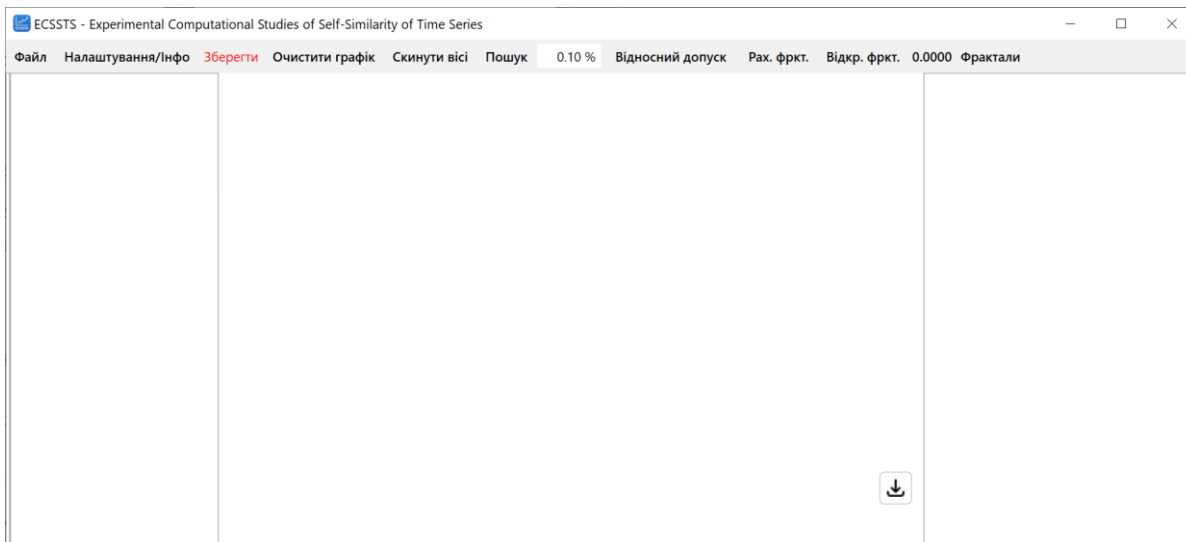 ECSSTS - Experimental Computational Studies of Self-Similarity of Time Series
Файл Налаштування/Інфо Зберегти Очистити графік Скинути вісі Пошук 0.10 % Відносний допуск Рах. фркт. Відкр. фркт. 0.0000 Фрактали